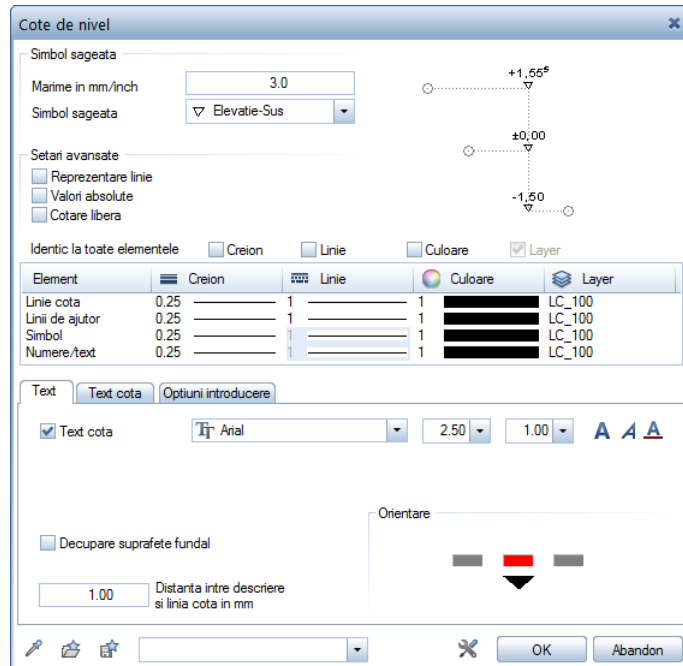 Cote de nivel
Simbol sageata
Marime in mm/inch 3.0
Simbol sageata Elevatie-Sus
+1,55⁵
±0,00
-1,50
Setari avansate
Reprezentare linie
Valori absolute
Cotare libera
Identic la toate elementele Creion Linie Culoare Layer
Element Creion Linie Culoare Layer
Linie cota 0.25 1 1 LC_100
Linii de ajutor 0.25 1 1 LC_100
Simbol 0.25 1 1 LC_100
Numere/text 0.25 1 1 LC_100
Text Text cota Optiuni introducere
Text cota Arial 2.50 1.00 A A A
Orientare
Decupare suprafete fundal
1.00 Distanta intre descriere
si linia cota in mm
OK Abandon